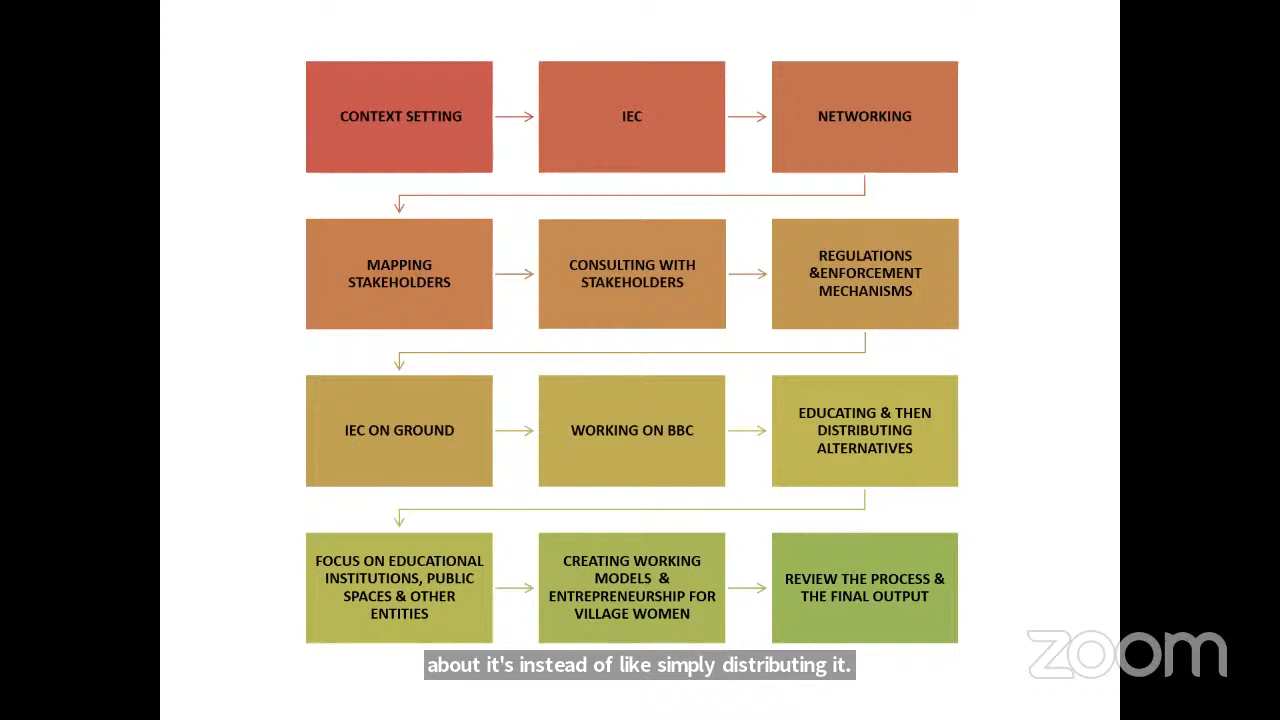 CONTEXT SETTING
IEC
NETWORKING
MAPPING
STAKEHOLDERS
CONSULTING WITH
STAKEHOLDERS
REGULATIONS
&ENFORCEMENT
MECHANISMS
IEC ON GROUND
WORKING ON BBC
EDUCATING & THEN
DISTRIBUTING
ALTERNATIVES
FOCUS ON EDUCATIONAL
INSTITUTIONS, PUBLIC
SPACES & OTHER
ENTITIES
CREATING WORKING
MODELS &
ENTREPRENEURSHIP FOR
VILLAGE WOMEN
REVIEW THE PROCESS &
THE FINAL OUTPUT
about it's instead of like simply distributing it.
zoom